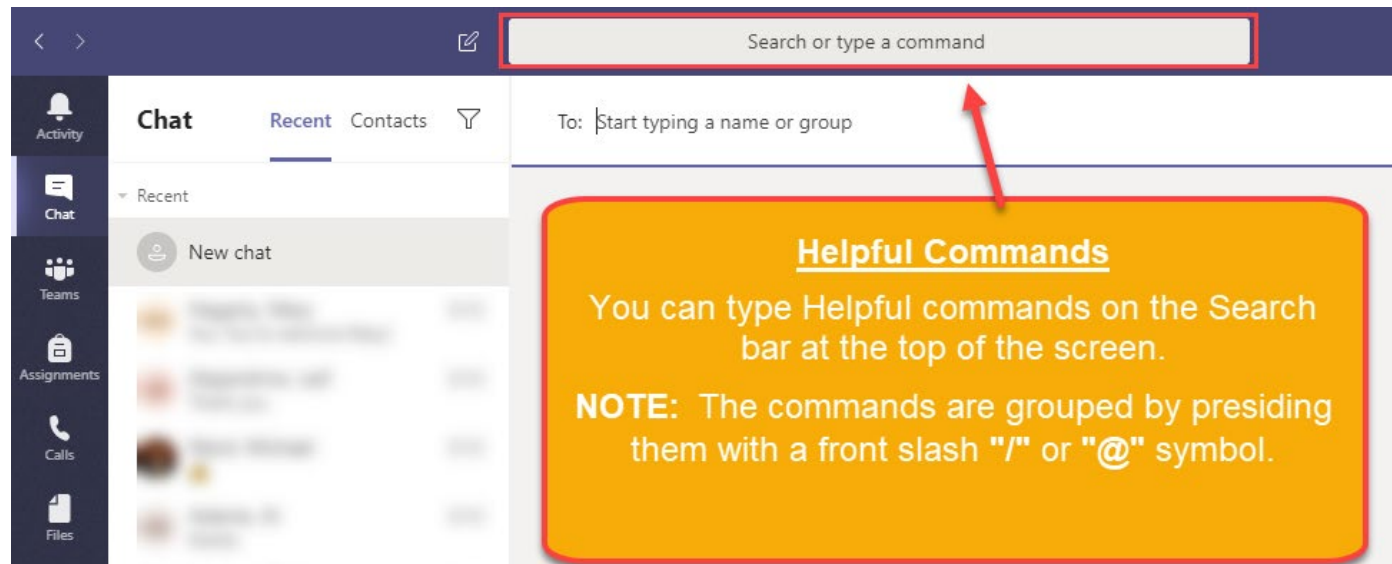 Search or type a command
Activity
Chat
Recent Contacts
To: Start typing a name or group
Chat
Recent
New chat
Teams
Assignments
Calls
Files
Helpful Commands
You can type Helpful commands on the Search
bar at the top of the screen.
NOTE: The commands are grouped by presiding
them with a front slash "/" or "@" symbol.